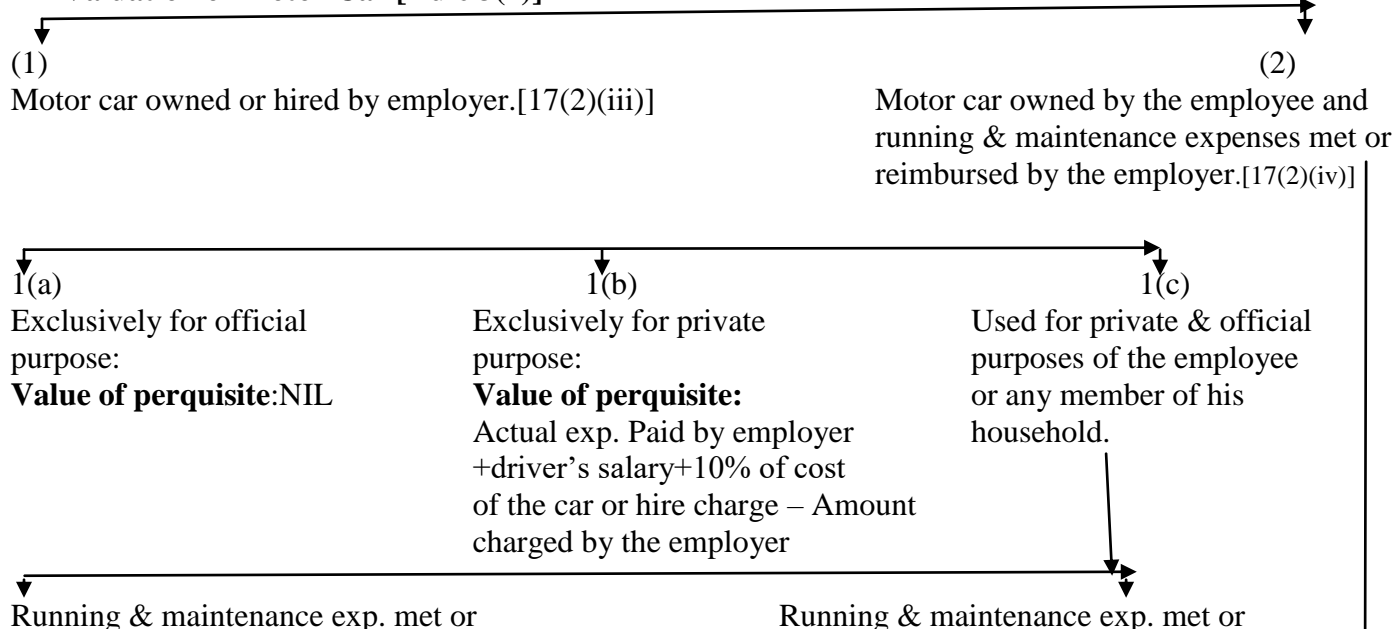 (1)
(2)
Motor car owned or hired by employer.[17(2)(iii)]
Motor car owned by the employee and
running & maintenance expenses met or
reimbursed by the employer.[17(2)(iv)]
1(a)
Exclusively for official
purpose:
Value of perquisite:NIL
1(b)
Exclusively for private
purpose:
Value of perquisite:
Actual exp. Paid by employer
+driver’s salary+10% of cost
of the car or hire charge – Amount
charged by the employer
1(c)
Used for private & official
purposes of the employee
or any member of his
household.
Running & maintenance exp. met or
Running & maintenance exp. met or